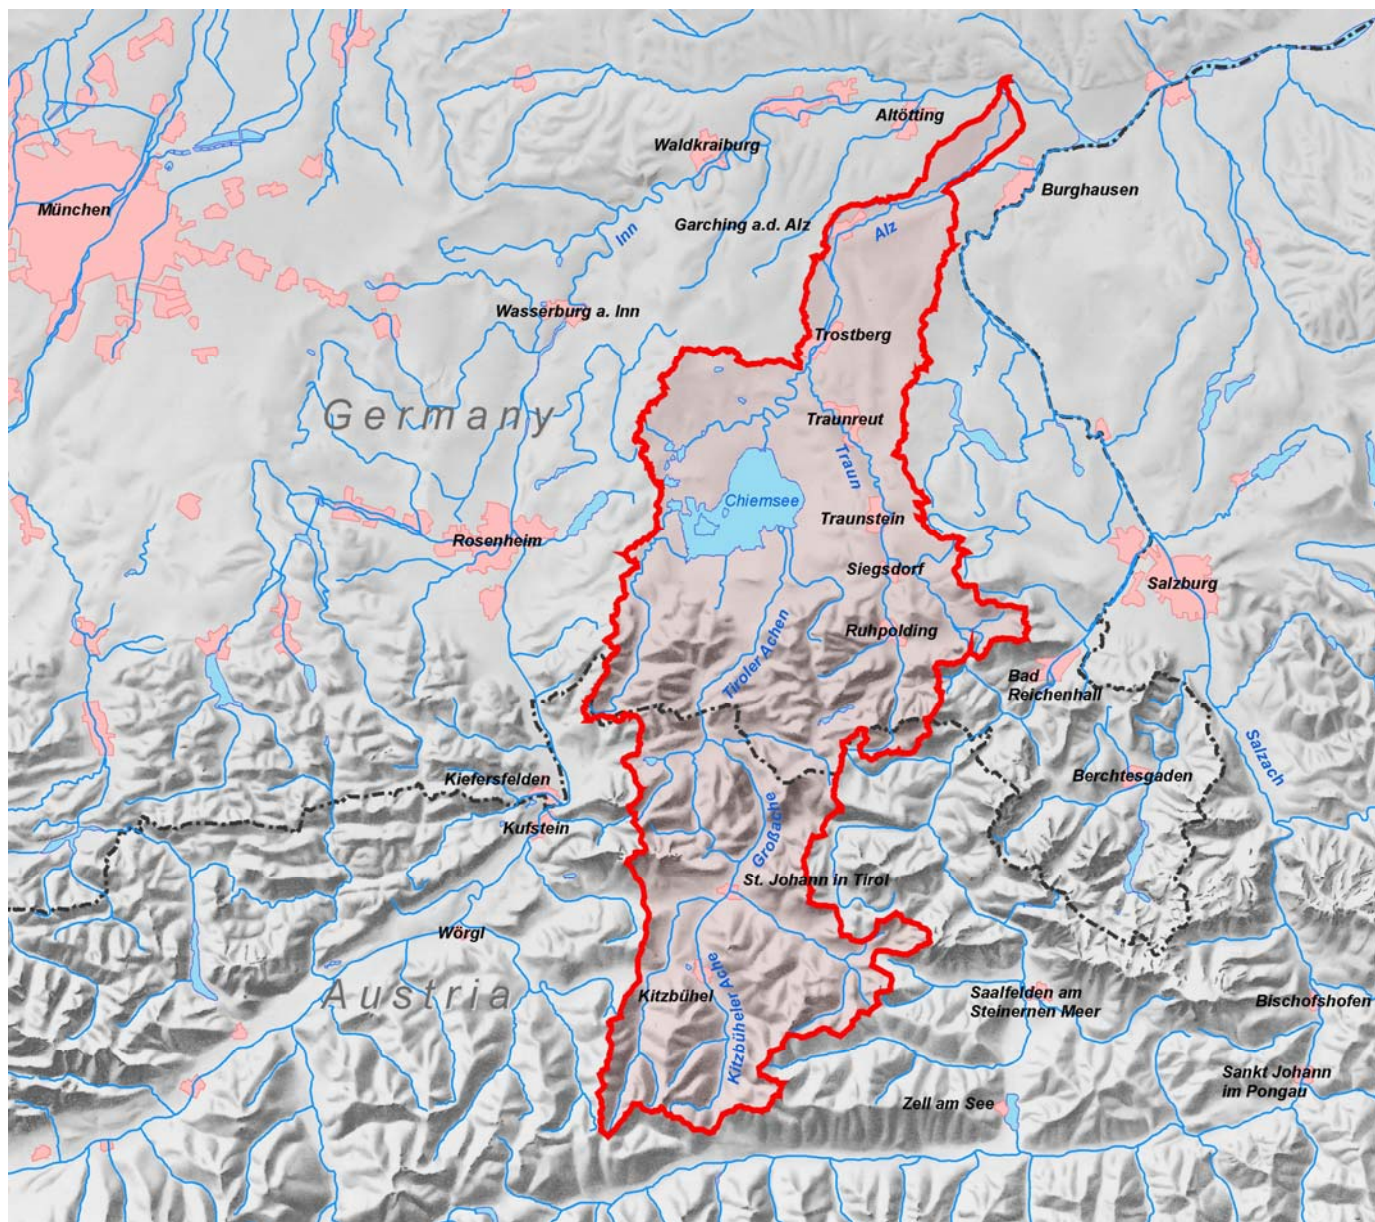 Altötting
Waldkraiburg
Burghausen
München
Garching a.d. Alz
Alz
Inn
Wasserburg a. Inn
Trostberg
Germany
Traunreut
Traun
Chiemsee
Traunstein
Rosenheim
Siegsdorf
Salzburg
Ruhpolding
Tiroler Achen
Bad
Reichenhall
Salzach
Kiefersfelden
Berchtesgaden
Kufstein
Großache
St. Johann in Tirol
Wörgl
Kitzbühel
Kitzbüheler Ache
Austria
Saalfelden am
Steinernen Meer
Bischofshofen
Zell am See
Sankt Johann
im Pongau